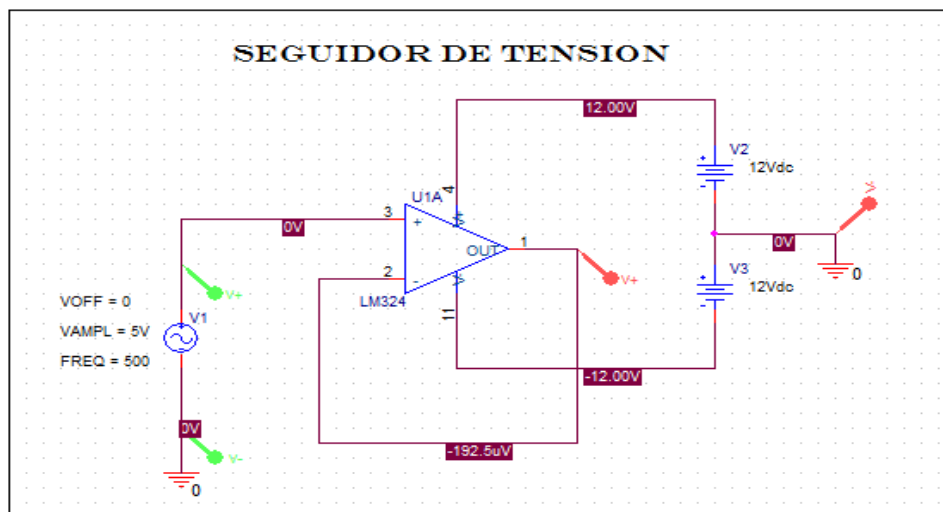 SEGUIDOR DE TENSION
12.00V
V2
12Vdc
4
U1A
V-
3
+
V+
0V
OUT
1
0V
2
-
V+
V3
0
12Vdc
LM324
V-
V+
VOFF = 0
V1
11
VAMPL = 5V
FREQ = 500
-12.00V
0V
-192.5uV
V-
0